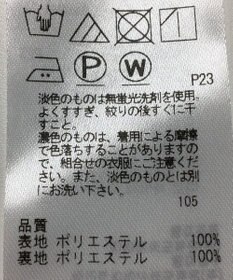 P W
P23
淡色のものは無蛍光洗剤を使用。
よくすすぎ、絞りの後すぐに干
すこと。
濃色のものは、着用による摩擦
で色落ちすることがありますの
で、組合せの衣服にご注意くだ
さい。また、淡色のものとは別
にお洗い下さい。
105
品質
表地 ポリエステル 100%
裏地 ポリエステル 100%